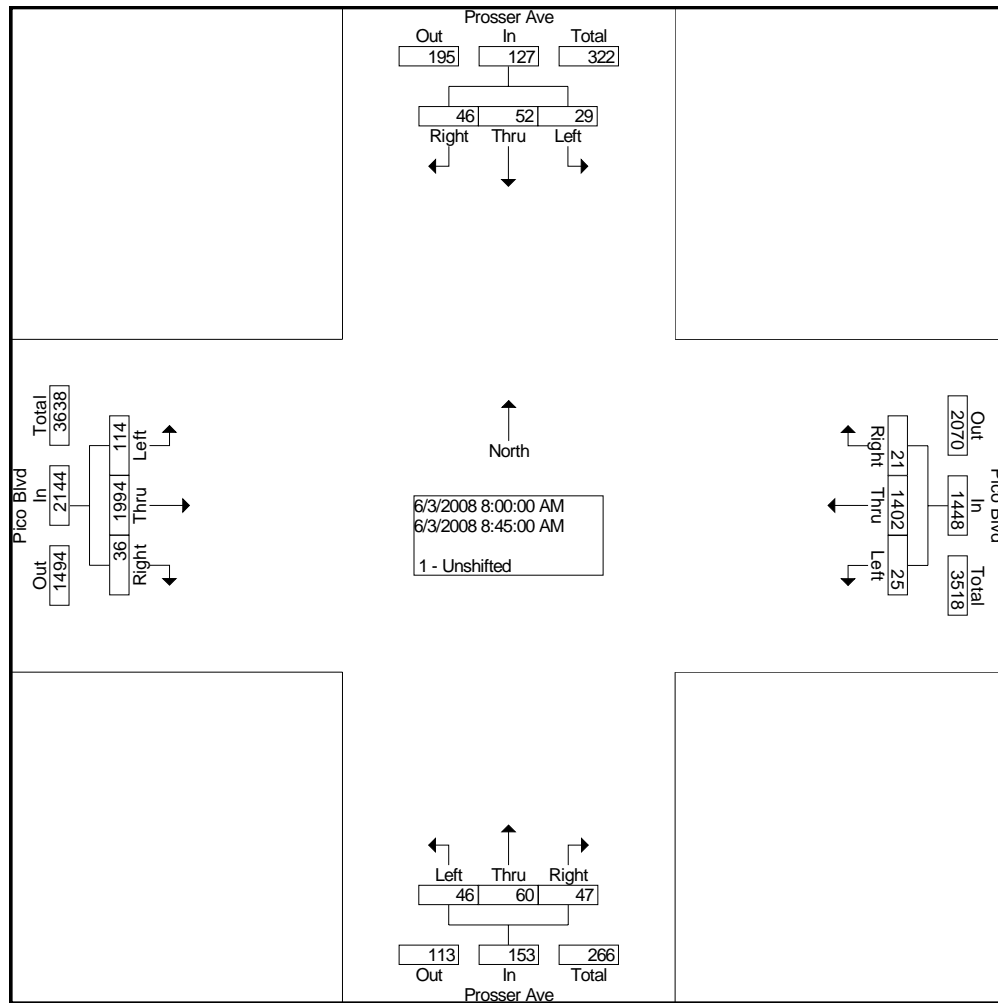 Prosser Ave
Out In Total
195 127 322
46 52 29
Right Thru Left
Pico Blvd
Total In Out
3638 2144 1494
114 1994 36
Left Thru Right
North
6/3/2008 8:00:00 AM
6/3/2008 8:45:00 AM
1 - Unshifted
Right Thru Left
21 1402 25
Out In Total
2070 1448 3518
Pico Blvd
Left Thru Right
46 60 47
113 153 266
Out In Total
Prosser Ave